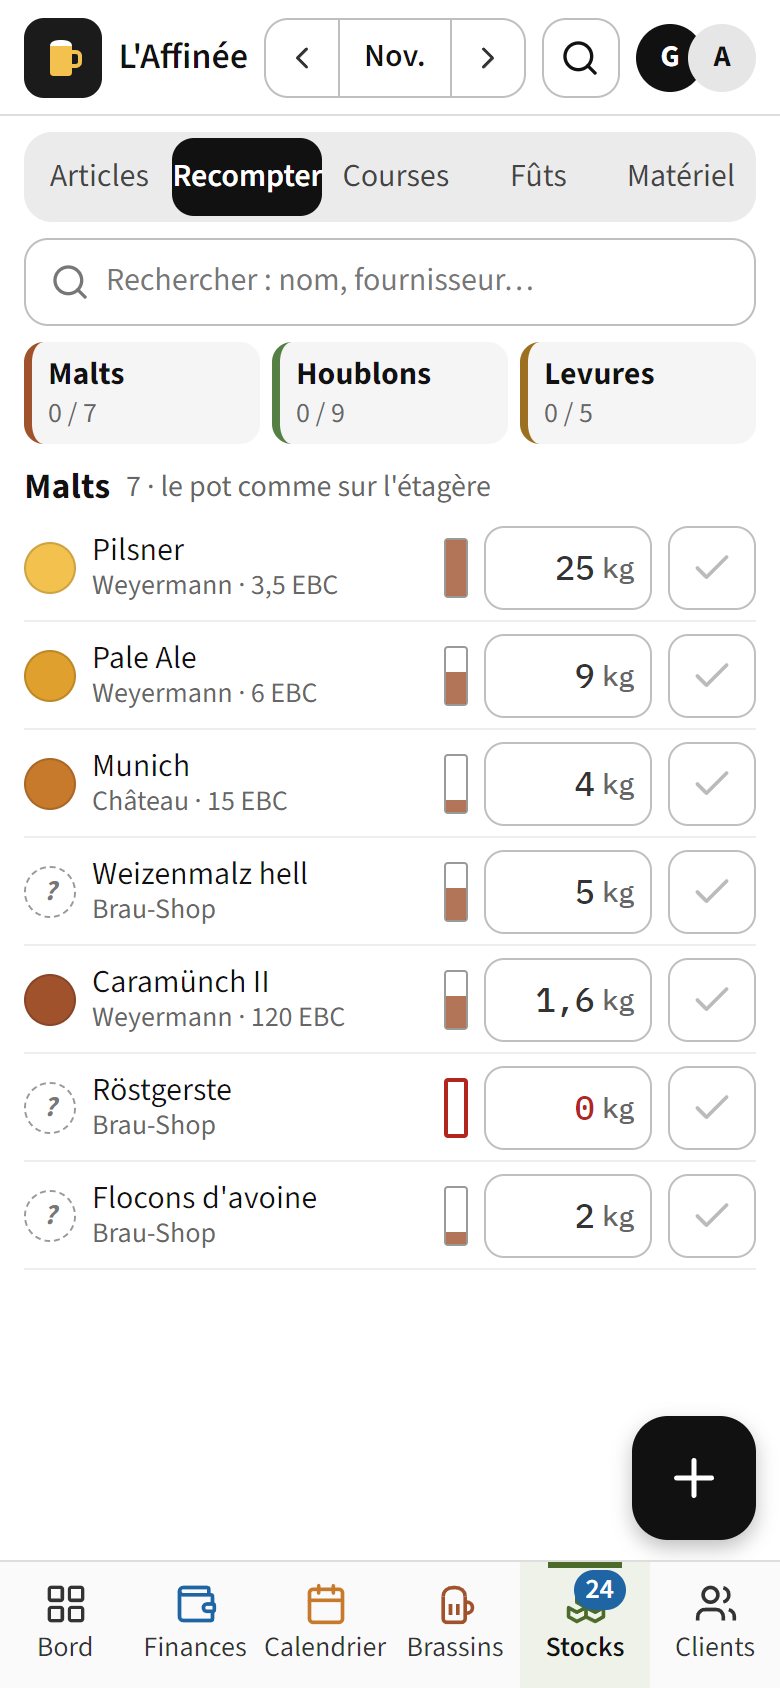 L'Affinée
Nov.
G A
Articles Recompter Courses Fûts Matériel
Rechercher : nom, fournisseur…
Malts Houblons Levures
0 / 7 0 / 9 0 / 5
Malts 7 · le pot comme sur l'étagère
Pilsner
Weyermann · 3,5 EBC
25 kg
Pale Ale
Weyermann · 6 EBC
9 kg
Munich
Château · 15 EBC
4 kg
? Weizenmalz hell
Brau-Shop
5 kg
Caramünch II
Weyermann · 120 EBC
1,6 kg
? Röstgerste
Brau-Shop
0 kg
? Flocons d'avoine
Brau-Shop
2 kg
24
Bord Finances Calendrier Brassins Stocks Clients